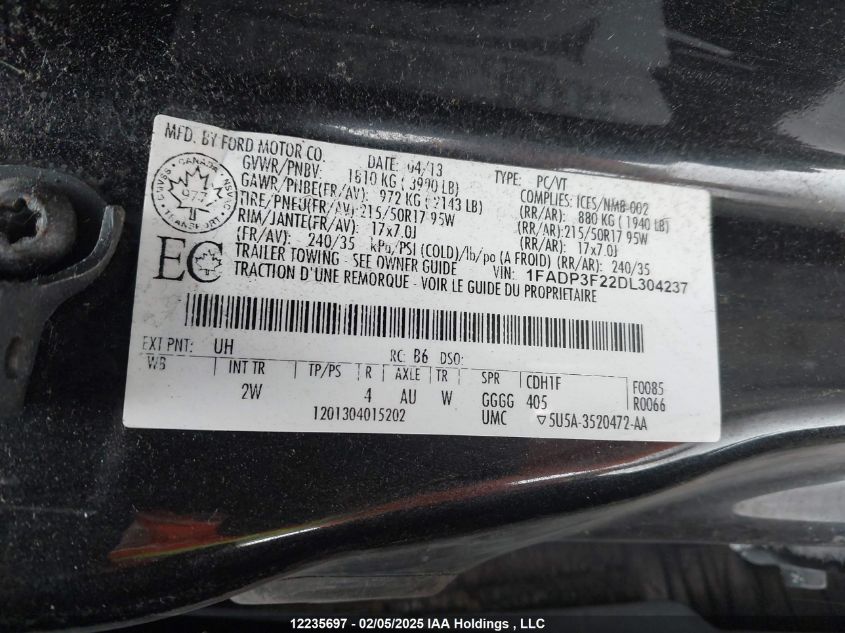 MFD. BY FORD MOTOR CO. DATE: 04/13 TYPE: PC/VT
GVWR/PNBV: 1810 KG ( 3990 LB) COMPLIES: ICES/NMB-002
GAWR/PNBE(FR/AV): 972 KG ( 2143 LB) (RR/AR): 880 KG ( 1940 LB)
TIRE/PNEU(FR/AV):215/50R17 95W (RR/AR):215/50R17 95W
RIM/JANTE(FR/AV): 17x7.0J (RR/AR): 17x7.0J
(FR/AV): 240/35 kPa/PSI (COLD)/lb/po (A FROID) (RR/AR): 240/35
TRAILER TOWING - SEE OWNER GUIDE VIN: 1FADP3F22DL304237
TRACTION D'UNE REMORQUE - VOIR LE GUIDE DU PROPRIETAIRE
CANADA
CMVSS NSVAC
977
TRANSPORT
EC
EXT PNT: UH RC: B6 DSO:
WB INT TR TP/PS R AXLE TR SPR CDH1F F0085
2W 4 AU W GGGG 405 R0066
1201304015202 UMC ▽5U5A-3520472-AA
12235697 - 02/05/2025 IAA Holdings , LLC